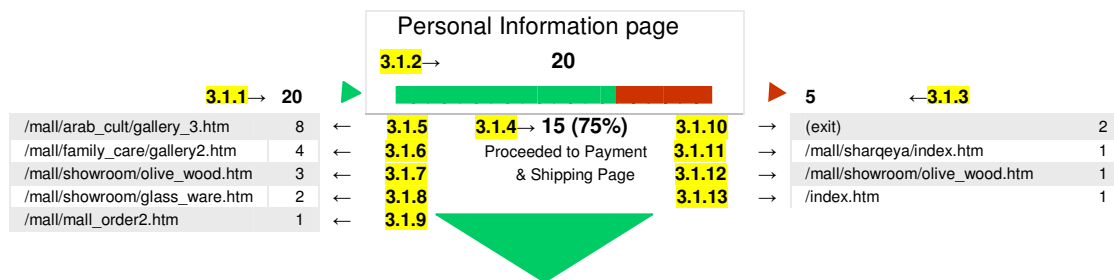 Personal Information page
3.1.2→ 20
3.1.1→ 20
5 ←3.1.3
/mall/arab_cult/gallery_3.htm 8 ← 3.1.5
/mall/family_care/gallery2.htm 4 ← 3.1.6
/mall/showroom/olive_wood.htm 3 ← 3.1.7
/mall/showroom/glass_ware.htm 2 ← 3.1.8
/mall/mall_order2.htm 1 ← 3.1.9
3.1.4→ 15 (75%)
Proceeded to Payment
& Shipping Page
3.1.10 → (exit) 2
3.1.11 → /mall/sharqeya/index.htm 1
3.1.12 → /mall/showroom/olive_wood.htm 1
3.1.13 → /index.htm 1